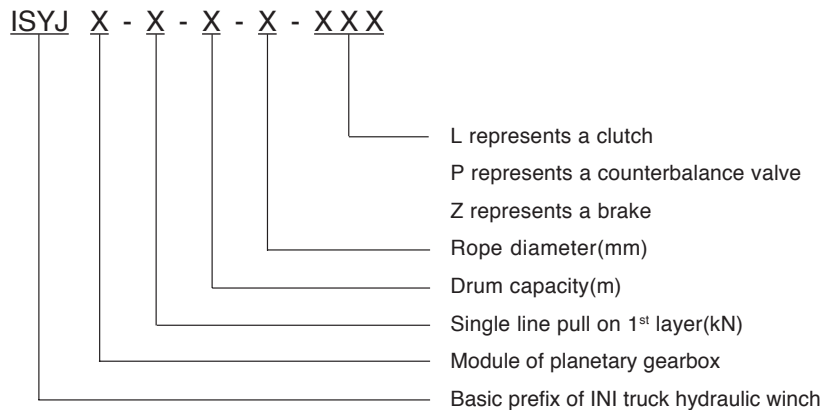 ISYJ X - X - X - X - X X X
L represents a clutch
P represents a counterbalance valve
Z represents a brake
Rope diameter(mm)
Drum capacity(m)
Single line pull on 1st layer(kN)
Module of planetary gearbox
Basic prefix of INI truck hydraulic winch